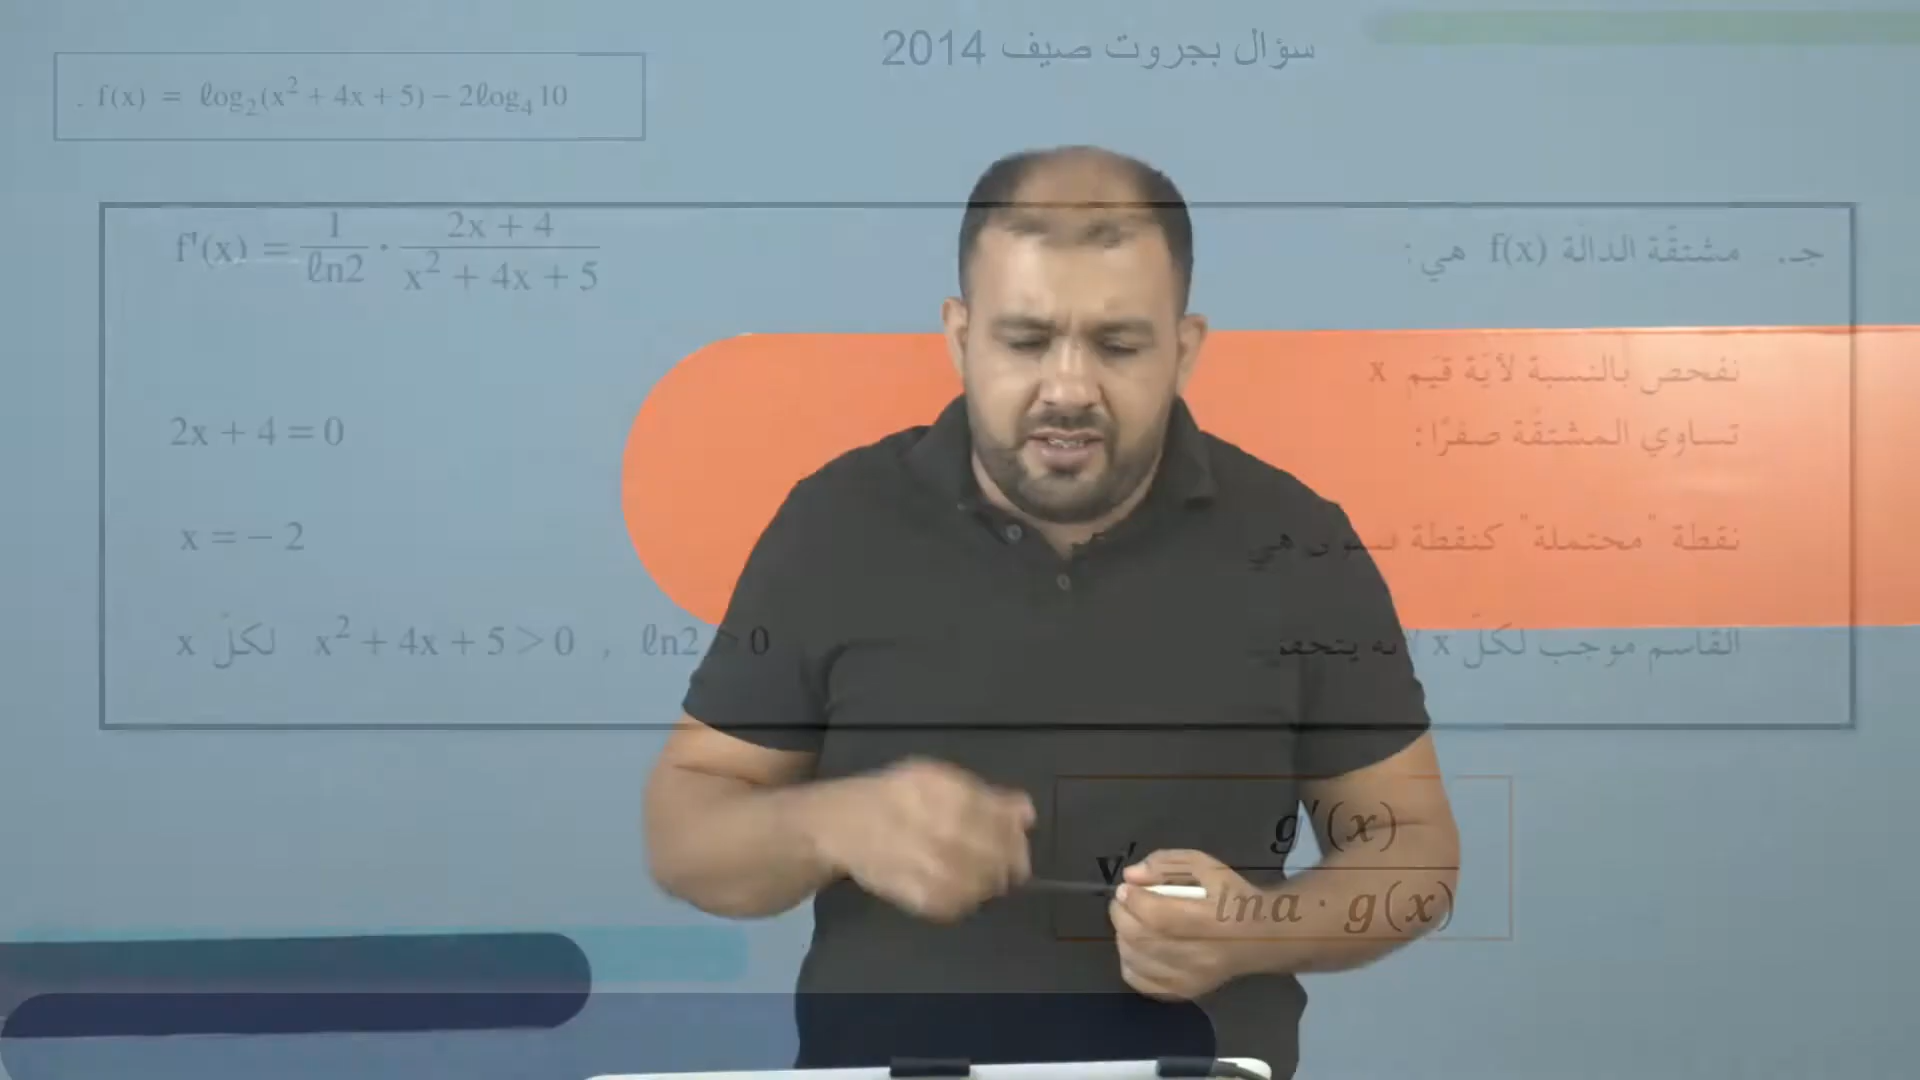 سؤال بجروت صيف 2014
. f(x) = ℓog₂(x² + 4x + 5) − 2ℓog₄ 10
جـ. مشتقّة الدالّة f(x) هي: f'(x) = 1/ℓn2 · (2x + 4)/(x² + 4x + 5)
نفحص بالنسبة لأيّة قيَم x
تساوي المشتقّة صفرًا: 2x + 4 = 0
نقطة "محتملة" كنقطة هي x = − 2
القاسم موجب لكلّ x ℓn2 > 0 , x² + 4x + 5 > 0 لكلّ x
y' = g'(x)/(lna · g(x))